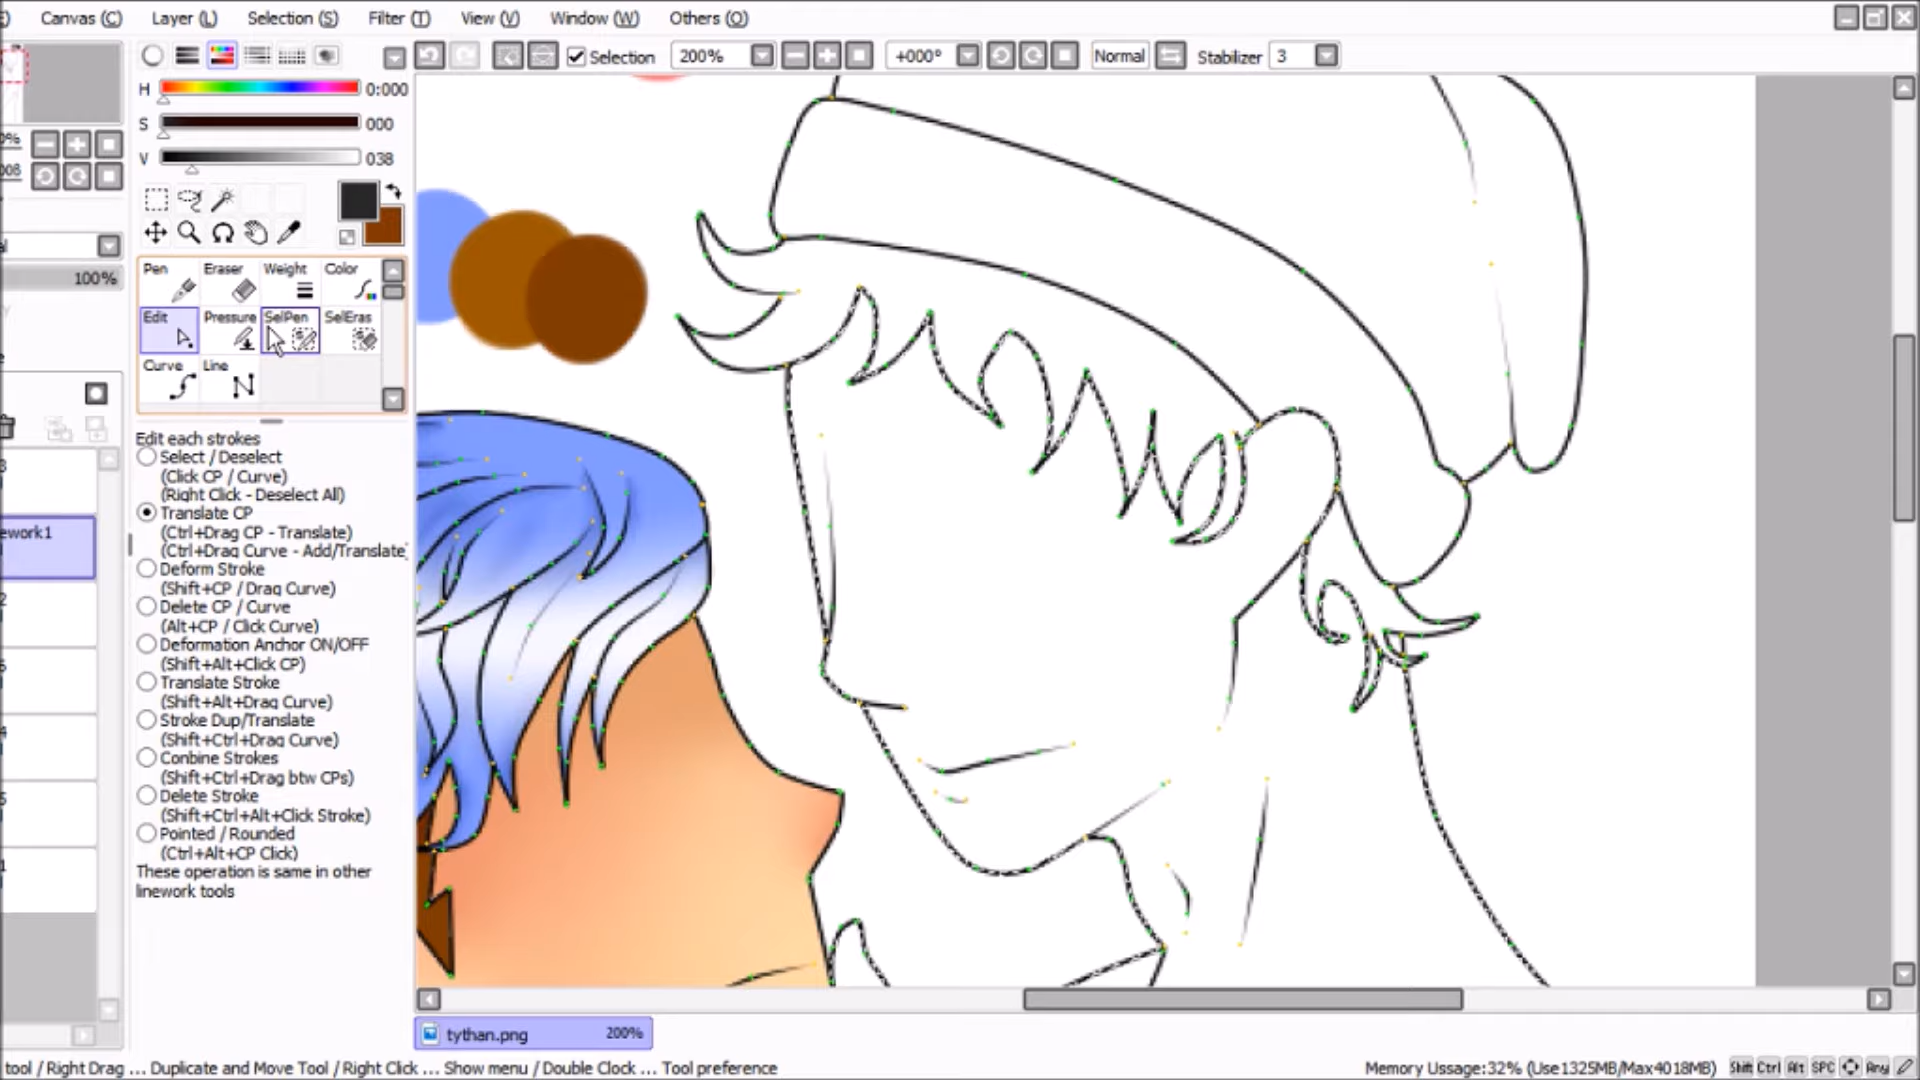 Canvas (C) Layer (L) Selection (S) Filter (T) View (V) Window (W) Others (O)
Selection 200% +000° Normal Stabilizer 3
H 0:000
S 000
V 038
100%
Pen Eraser Weight Color
Edit Pressure SelPen SelEras
Curve Line
Edit each strokes
Select / Deselect
(Click CP / Curve)
(Right Click - Deselect All)
Translate CP
(Ctrl+Drag CP - Translate)
(Ctrl+Drag Curve - Add/Translate
Deform Stroke
(Shift+CP / Drag Curve)
Delete CP / Curve
(Alt+CP / Click Curve)
Deformation Anchor ON/OFF
(Shift+Alt+Click CP)
Translate Stroke
(Shift+Alt+Drag Curve)
Stroke Dup/Translate
(Shift+Ctrl+Drag Curve)
Conbine Strokes
(Shift+Ctrl+Drag btw CPs)
Delete Stroke
(Shift+Ctrl+Alt+Click Stroke)
Pointed / Rounded
(Ctrl+Alt+CP Click)
These operation is same in other
linework tools
ework1
tythan.png 200%
tool / Right Drag ... Duplicate and Move Tool / Right Click ... Show menu / Double Clock ... Tool preference
Memory Ussage:32% (Use1325MB/Max4018MB) Shift Ctrl Alt SPC Any